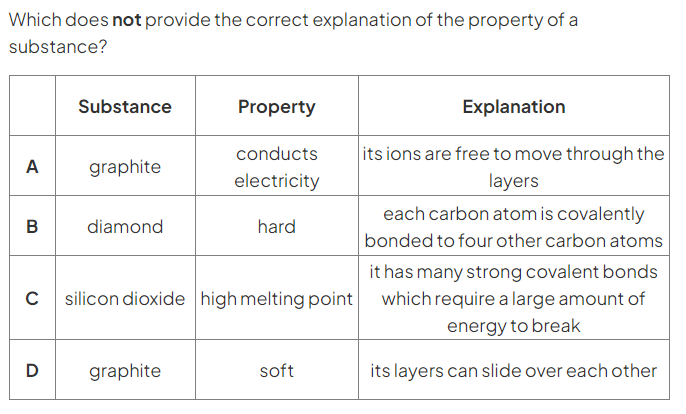 Which does not provide the correct explanation of the property of a
substance?
Substance Property Explanation
A graphite conducts electricity its ions are free to move through the layers
B diamond hard each carbon atom is covalently bonded to four other carbon atoms
C silicon dioxide high melting point it has many strong covalent bonds which require a large amount of energy to break
D graphite soft its layers can slide over each other